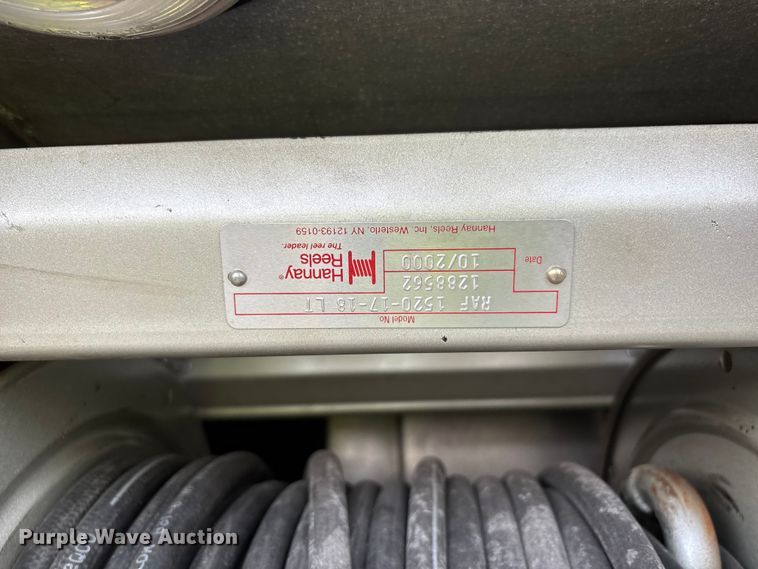 Model No.
RAF 1520-17-18 LT
1288562
Date
10/2000
Hannay®
Reels
The reel leader.
Hannay Reels, Inc. Westerlo, NY 12193-0159
Purple Wave Auction